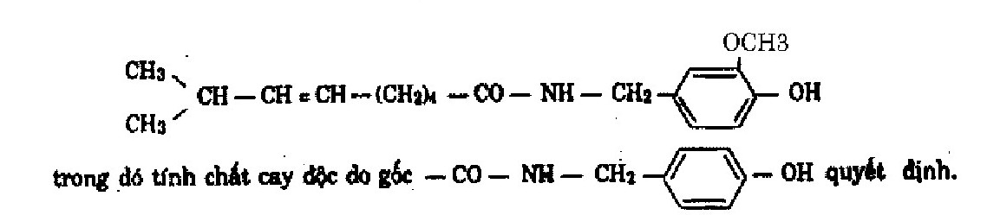 OCH3
CH₃
CH — CH = CH — (CH₂)₄ — CO — NH — CH₂ — OH
CH₃
trong đó tính chất cay độc do gốc — CO — NH — CH₂ — — OH quyết định.